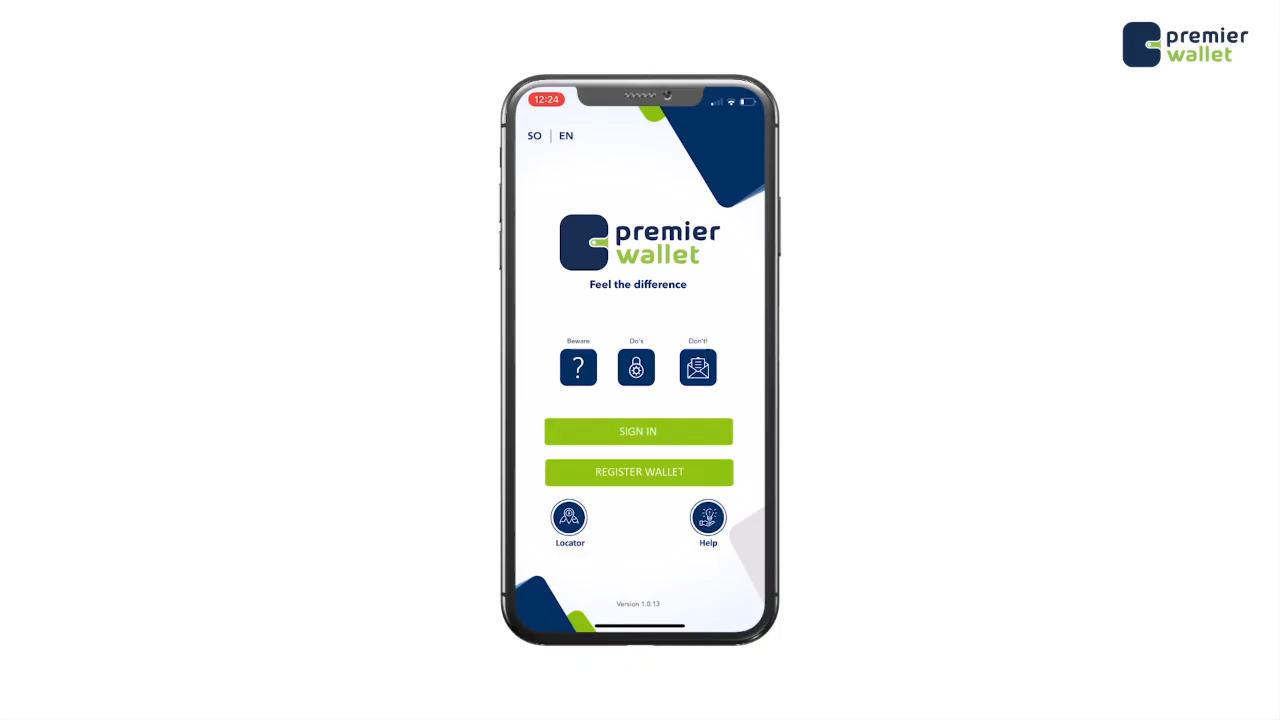 premier
wallet
12:24
SO | EN
premier
wallet
Feel the difference
Beware
Do's
Don't!
?
SIGN IN
REGISTER WALLET
Locator
Help
Version 1.0.13